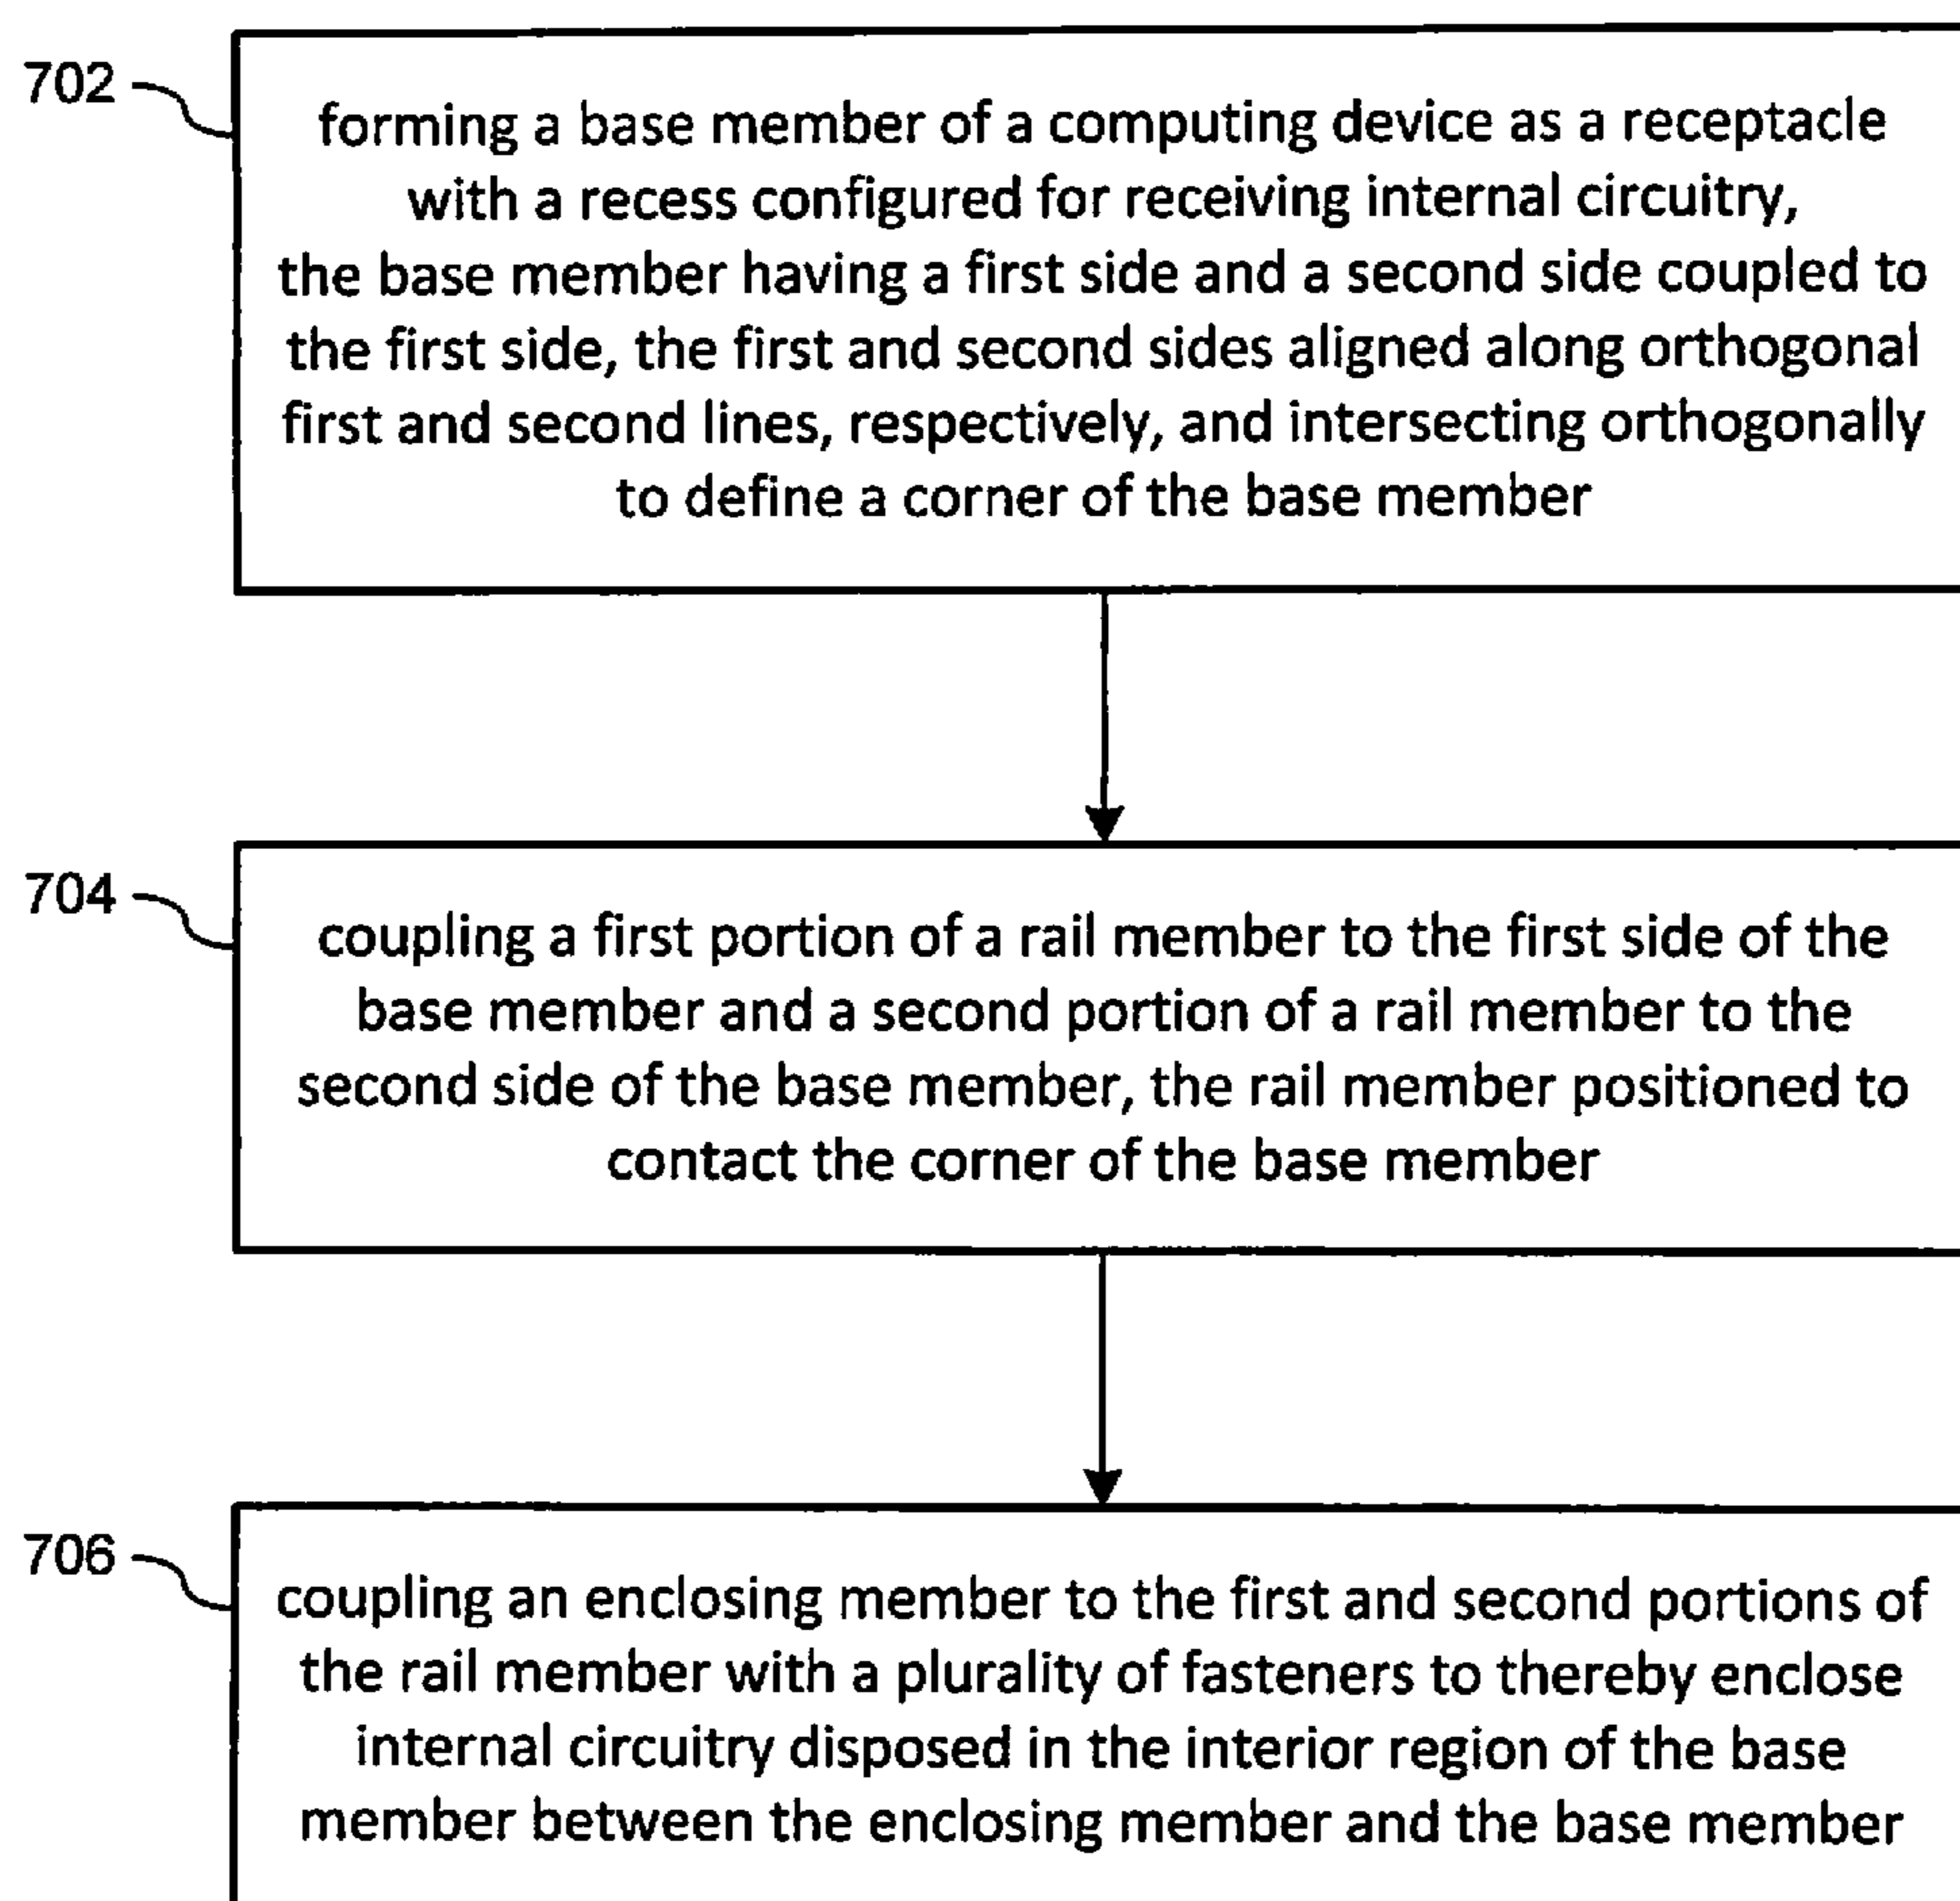 702
forming a base member of a computing device as a receptacle
with a recess configured for receiving internal circuitry,
the base member having a first side and a second side coupled to
the first side, the first and second sides aligned along orthogonal
first and second lines, respectively, and intersecting orthogonally
to define a corner of the base member
704
coupling a first portion of a rail member to the first side of the
base member and a second portion of a rail member to the
second side of the base member, the rail member positioned to
contact the corner of the base member
706
coupling an enclosing member to the first and second portions of
the rail member with a plurality of fasteners to thereby enclose
internal circuitry disposed in the interior region of the base
member between the enclosing member and the base member